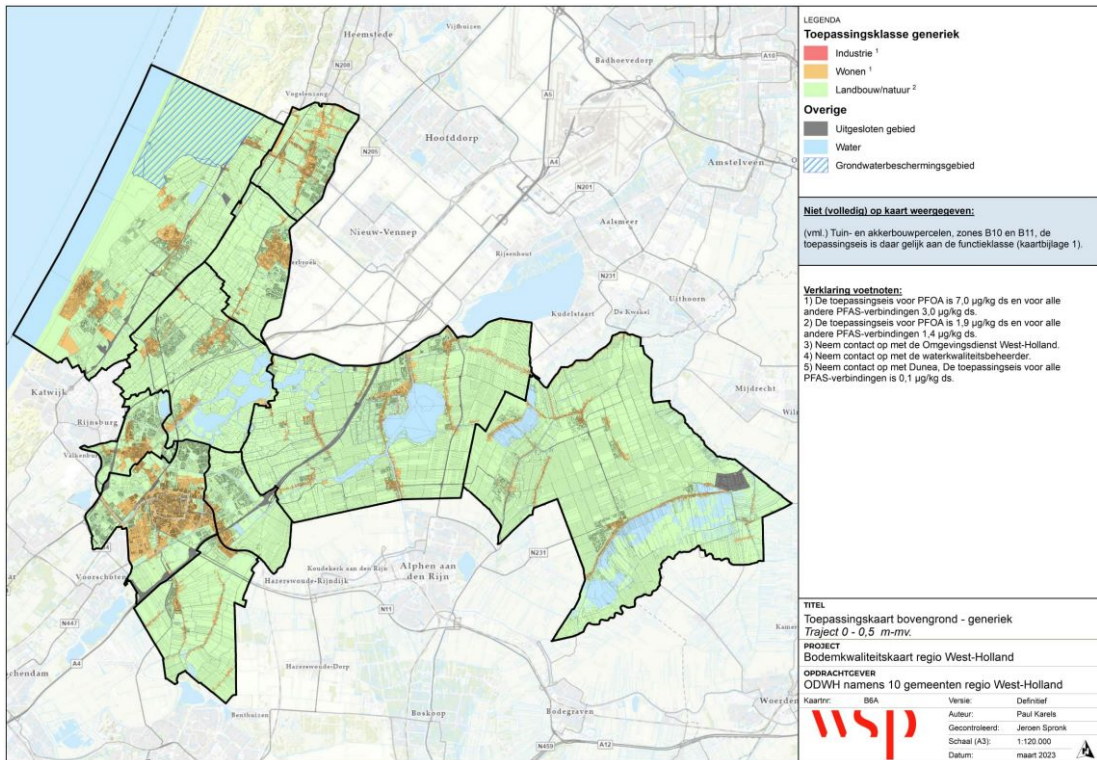 Heemstede
Vijfhuizen
Badhoevedorp
A10
N208
A5
Vogelenzang
Hoofddorp
N205
A4
Amstelveen
N201
Aalsmeer
Nieuw-Vennep
Rijsenhout
N231
Uithoorn
De Kwakel
Kudelstaart
Mijdrecht
Katwijk
Rijnsburg
Valkenbu
Voorschoten
Koudekerk aan den Rijn
Alphen aan
den Rijn
N231
Hazerswoude-Rijndijk
N11
N447
A4
schendam
Hazerswoude-Dorp
Benthuizen
Boskoop
Bodegraven
Woerden
N459
A12
LEGENDA
Toepassingsklasse generiek
Industrie 1
Wonen 1
Landbouw/natuur 2
Overige
Uitgesloten gebied
Water
Grondwaterbeschermingsgebied
Niet (volledig) op kaart weergegeven:
(vml.) Tuin- en akkerbouwpercelen, zones B10 en B11, de
toepassingseis is daar gelijk aan de functieklasse (kaartbijlage 1).
Verklaring voetnoten:
1) De toepassingseis voor PFOA is 7,0 µg/kg ds en voor alle
andere PFAS-verbindingen 3,0 µg/kg ds.
2) De toepassingseis voor PFOA is 1,9 µg/kg ds en voor alle
andere PFAS-verbindingen 1,4 µg/kg ds.
3) Neem contact op met de Omgevingsdienst West-Holland.
4) Neem contact op met de waterkwaliteitsbeheerder.
5) Neem contact op met Dunea, De toepassingseis voor alle
PFAS-verbindingen is 0,1 µg/kg ds.
TITEL
Toepassingskaart bovengrond - generiek
Traject 0 - 0,5 m-mv.
PROJECT
Bodemkwaliteitskaart regio West-Holland
OPDRACHTGEVER
ODWH namens 10 gemeenten regio West-Holland
Kaartnr: B6A Versie: Definitief
Auteur: Paul Karels
Gecontroleerd: Jeroen Spronk
Schaal (A3): 1:120.000
Datum: maart 2023
wsp